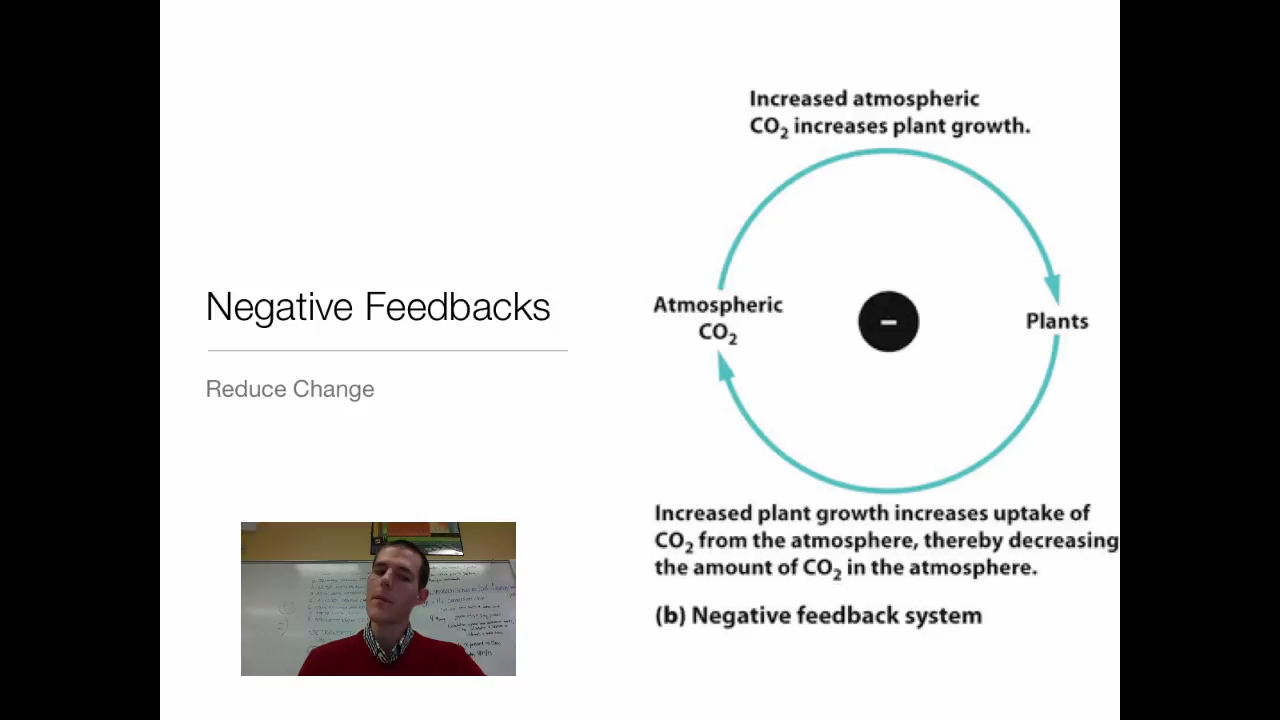 Negative Feedbacks
Reduce Change
Increased atmospheric
CO₂ increases plant growth.
Atmospheric
CO₂
–
Plants
Increased plant growth increases uptake of
CO₂ from the atmosphere, thereby decreasing
the amount of CO₂ in the atmosphere.
(b) Negative feedback system